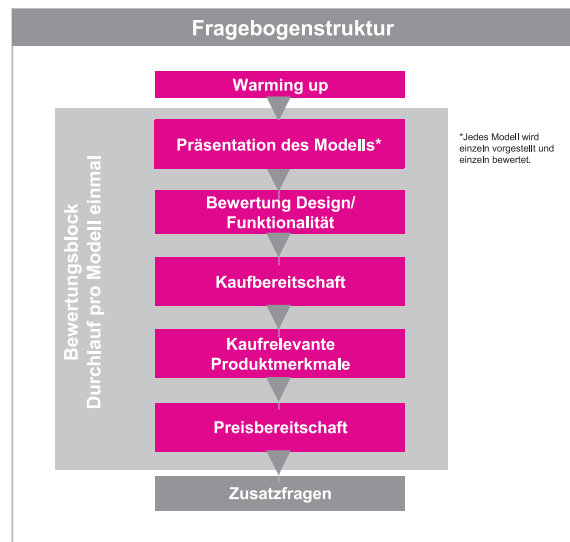 Fragebogenstruktur
Warming up
Präsentation des Modells*
*Jedes Modell wird
einzeln vorgestellt und
einzeln bewertet.
Bewertung Design/
Funktionalität
Kaufbereitschaft
Kaufrelevante
Produktmerkmale
Preisbereitschaft
Zusatzfragen
Bewertungsblock
Durchlauf pro Modell einmal